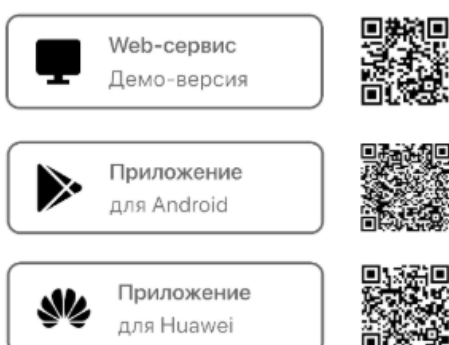 Web-сервис
Демо-версия
Приложение
для Android
Приложение
для Huawei